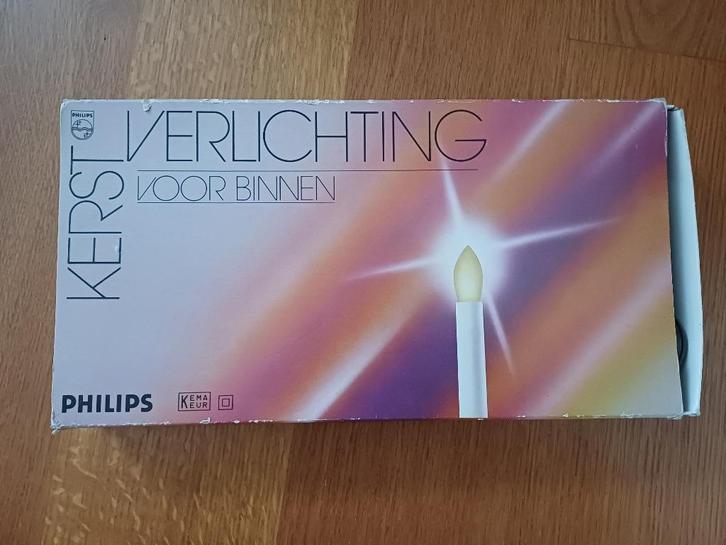 PHILIPS
KERST
VERLICHTING
VOOR BINNEN
PHILIPS
KEMA
KEUR